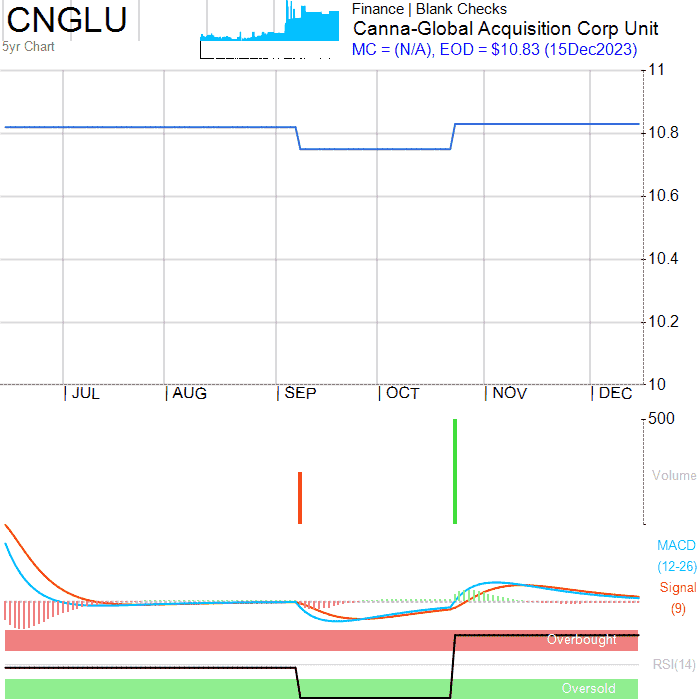 CNGLU
5yr Chart
Finance | Blank Checks
Canna-Global Acquisition Corp Unit
MC = (N/A), EOD = $10.83 (15Dec2023)
11
10.8
10.6
10.4
10.2
10
| JUL | AUG | SEP | OCT | NOV | DEC
500
Volume
MACD
(12-26)
Signal
(9)
Overbought
RSI(14)
Oversold